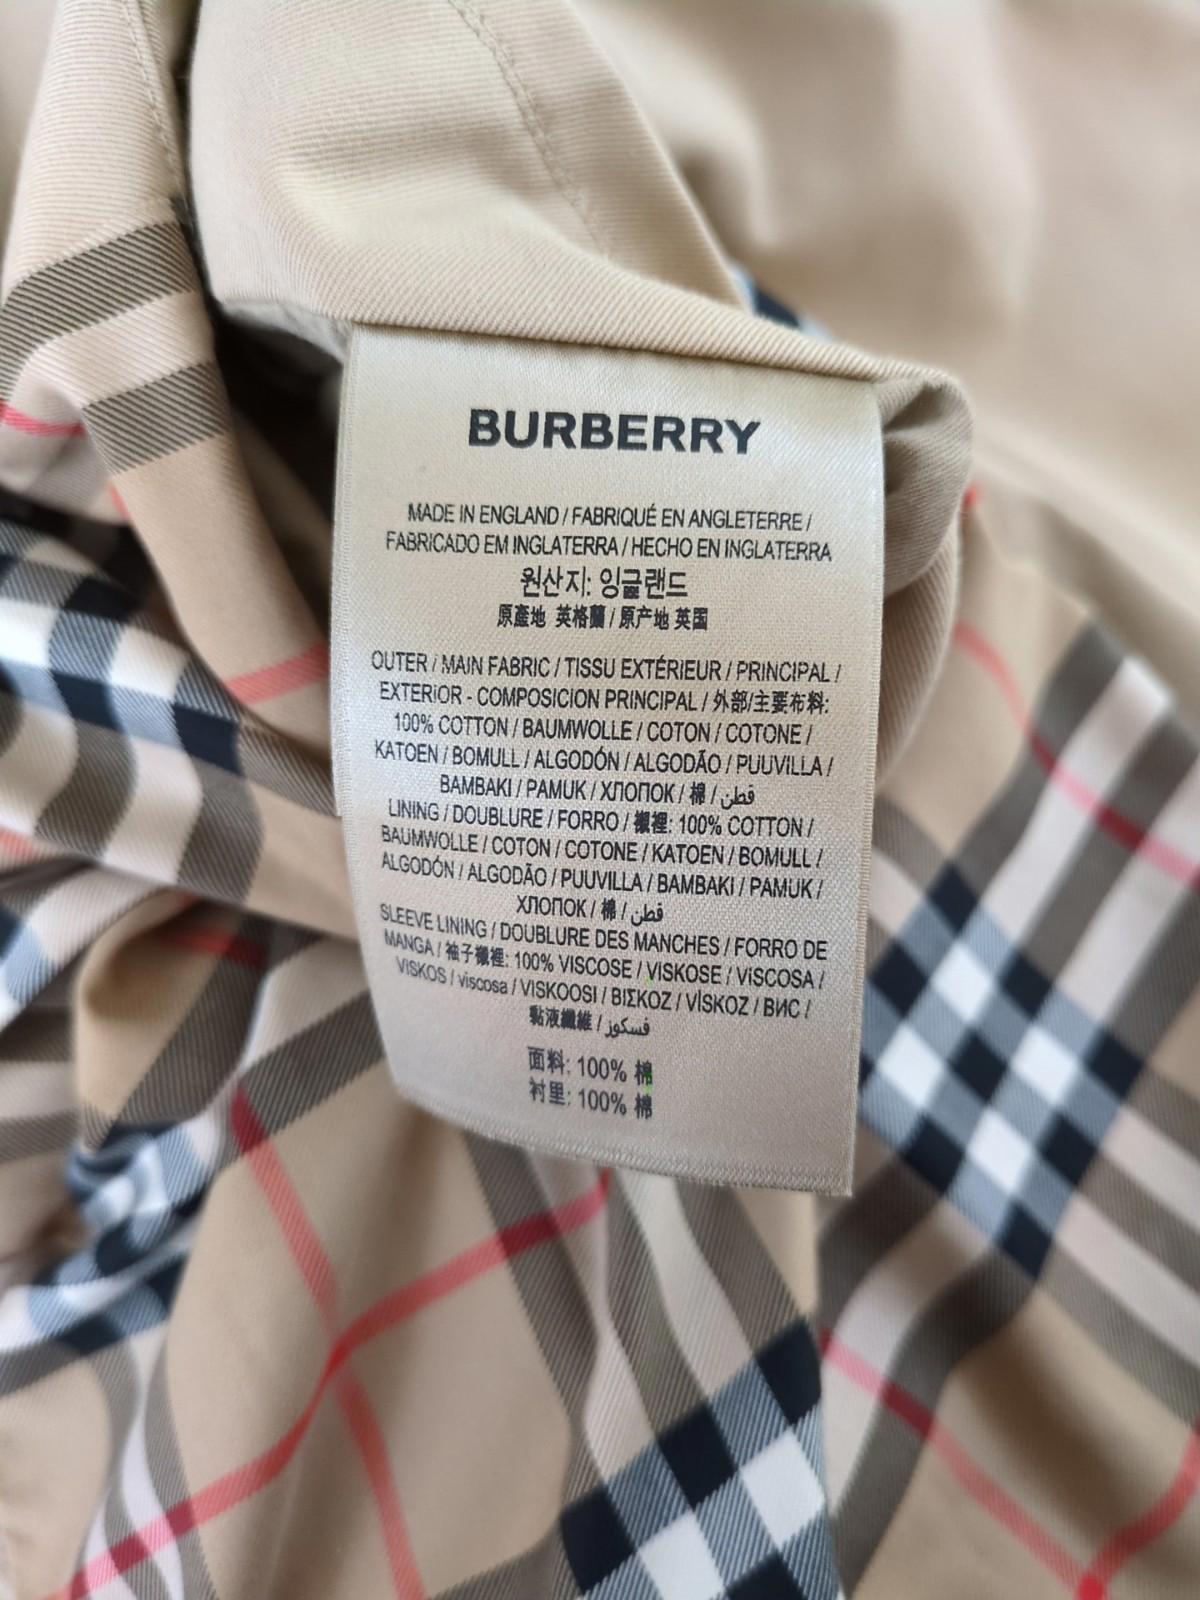 BURBERRY
MADE IN ENGLAND / FABRIQUÉ EN ANGLETERRE /
FABRICADO EM INGLATERRA / HECHO EN INGLATERRA
원산지: 잉글랜드
原產地 英格蘭 / 原产地 英国
OUTER / MAIN FABRIC / TISSU EXTÉRIEUR / PRINCIPAL /
EXTERIOR - COMPOSICION PRINCIPAL / 外部/主要布料:
100% COTTON / BAUMWOLLE / COTON / COTONE /
KATOEN / BOMULL / ALGODÓN / ALGODÃO / PUUVILLA /
BAMBAKI / PAMUK / ХЛОПОК / 棉 / قطن
LINING / DOUBLURE / FORRO / 襯裡: 100% COTTON /
BAUMWOLLE / COTON / COTONE / KATOEN / BOMULL /
ALGODÓN / ALGODÃO / PUUVILLA / BAMBAKI / PAMUK /
ХЛОПОК / 棉 / قطن
SLEEVE LINING / DOUBLURE DES MANCHES / FORRO DE
MANGA / 袖子襯裡: 100% VISCOSE / VISKOSE / VISCOSA /
VISKOS / viscosa / VISKOOSI / ΒΙΣΚΟΖ / VİSKOZ / ВИС /
黏液纖維 / فسكوز
面料: 100% 棉
衬里: 100% 棉